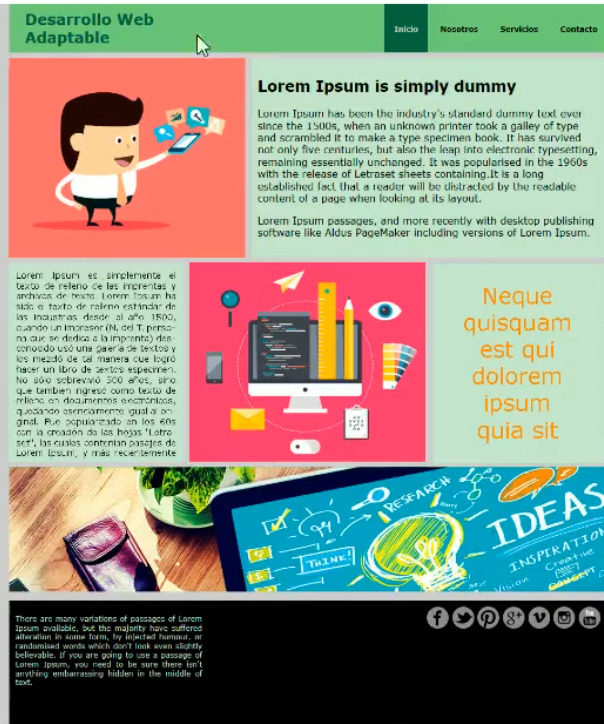 Desarrollo Web
Adaptable
Inicio
Nosotros
Servicios
Contacto
Lorem Ipsum is simply dummy
Lorem Ipsum has been the industry's standard dummy text ever
since the 1500s, when an unknown printer took a galley of type
and scrambled it to make a type specimen book. It has survived
not only five centuries, but also the leap into electronic typesetting,
remaining essentially unchanged. It was popularised in the 1960s
with the release of Letraset sheets containing.It is a long
established fact that a reader will be distracted by the readable
content of a page when looking at its layout.
Lorem Ipsum passages, and more recently with desktop publishing
software like Aldus PageMaker including versions of Lorem Ipsum.
Lorem Ipsum es simplemente el
texto de relleno de las imprentas y
archivos de texto. Lorem Ipsum ha
sido el texto de relleno estándar de
las industrias desde el año 1500,
cuando un impresor (N. del T. perso-
na que se dedica a la imprenta) des-
conocido usó una galería de textos y
los mezcló de tal manera que logró
hacer un libro de textos especimen.
No sólo sobrevivió 500 años, sino
que tambien ingresó como texto de
relleno en documentos electrónicos,
quedando esencialmente igual al ori-
ginal. Fue popularizado en los 60s
con la creación de las hojas "Letra-
set", las cuales contenian pasajes de
Lorem Ipsum, y más recientemente
Neque
quisquam
est qui
dolorem
ipsum
quia sit
RESEARCH
THINK!
IDEAS
INSPIRATION
Vision
Creative
CONCEPT
There are many variations of passages of Lorem
Ipsum available, but the majority have suffered
alteration in some form, by injected humour, or
randomised words which don't look even slightly
believable. If you are going to use a passage of
Lorem Ipsum, you need to be sure there isn't
anything embarrassing hidden in the middle of
text.